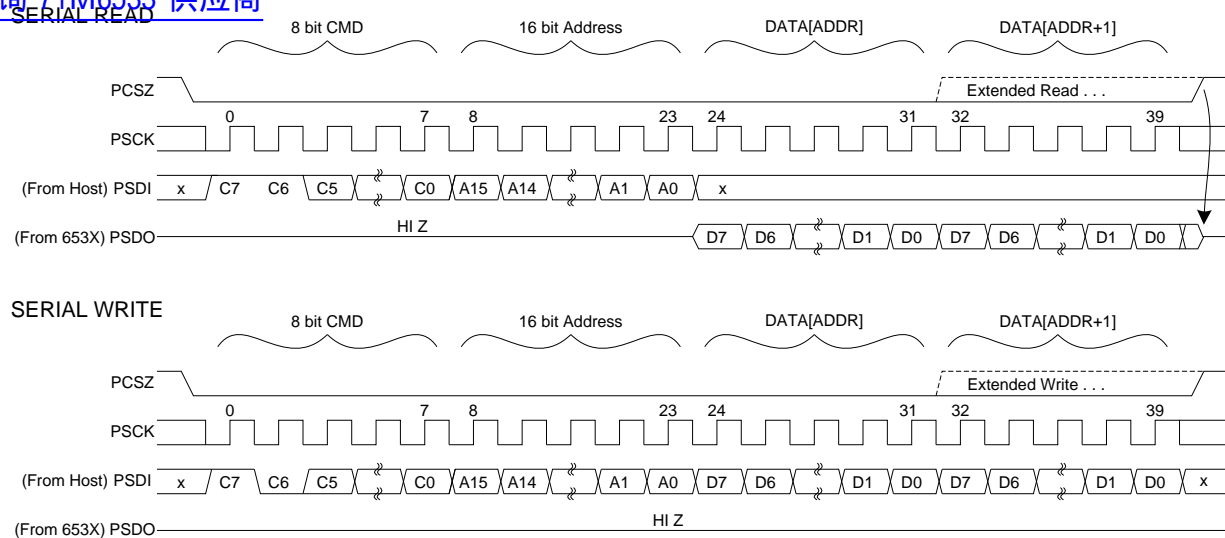 询 71M6533 供应商
SERIAL READ
8 bit CMD 16 bit Address DATA[ADDR] DATA[ADDR+1]
PCSZ Extended Read . . .
0 7 8 23 24 31 32 39
PSCK
(From Host) PSDI x C7 C6 C5 C0 A15 A14 A1 A0 x
HI Z
(From 653X) PSDO D7 D6 D1 D0 D7 D6 D1 D0
SERIAL WRITE
8 bit CMD 16 bit Address DATA[ADDR] DATA[ADDR+1]
PCSZ Extended Write . . .
0 7 8 23 24 31 32 39
PSCK
(From Host) PSDI x C7 C6 C5 C0 A15 A14 A1 A0 D7 D6 D1 D0 D7 D6 D1 D0 x
HI Z
(From 653X) PSDO